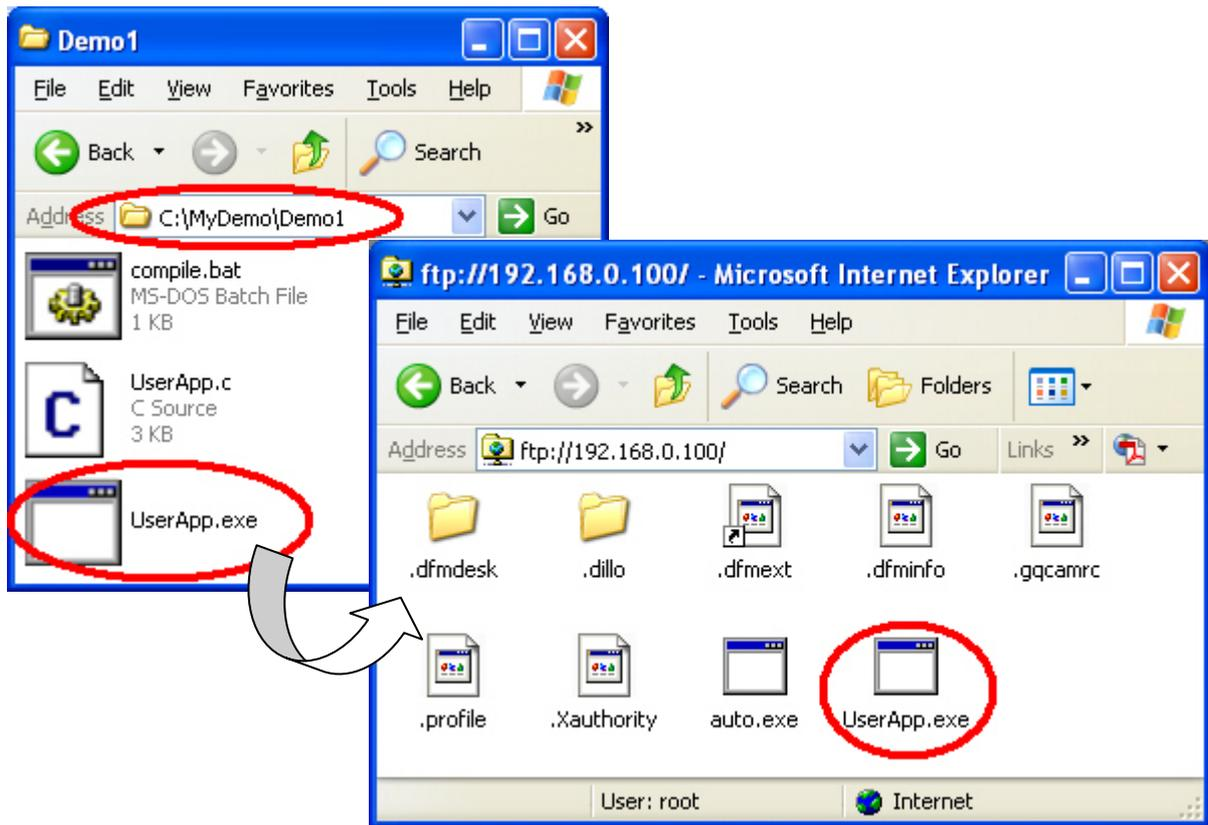 Demo1
File Edit View Favorites Tools Help
Back Search »
Address C:\MyDemo\Demo1 Go
compile.bat
MS-DOS Batch File
1 KB
UserApp.c
C Source
3 KB
UserApp.exe
ftp://192.168.0.100/ - Microsoft Internet Explorer
File Edit View Favorites Tools Help
Back Search Folders
Address ftp://192.168.0.100/ Go Links »
.dfmdesk .dillo .dfmext .dfminfo .gqcamrc
.profile .Xauthority auto.exe UserApp.exe
User: root Internet